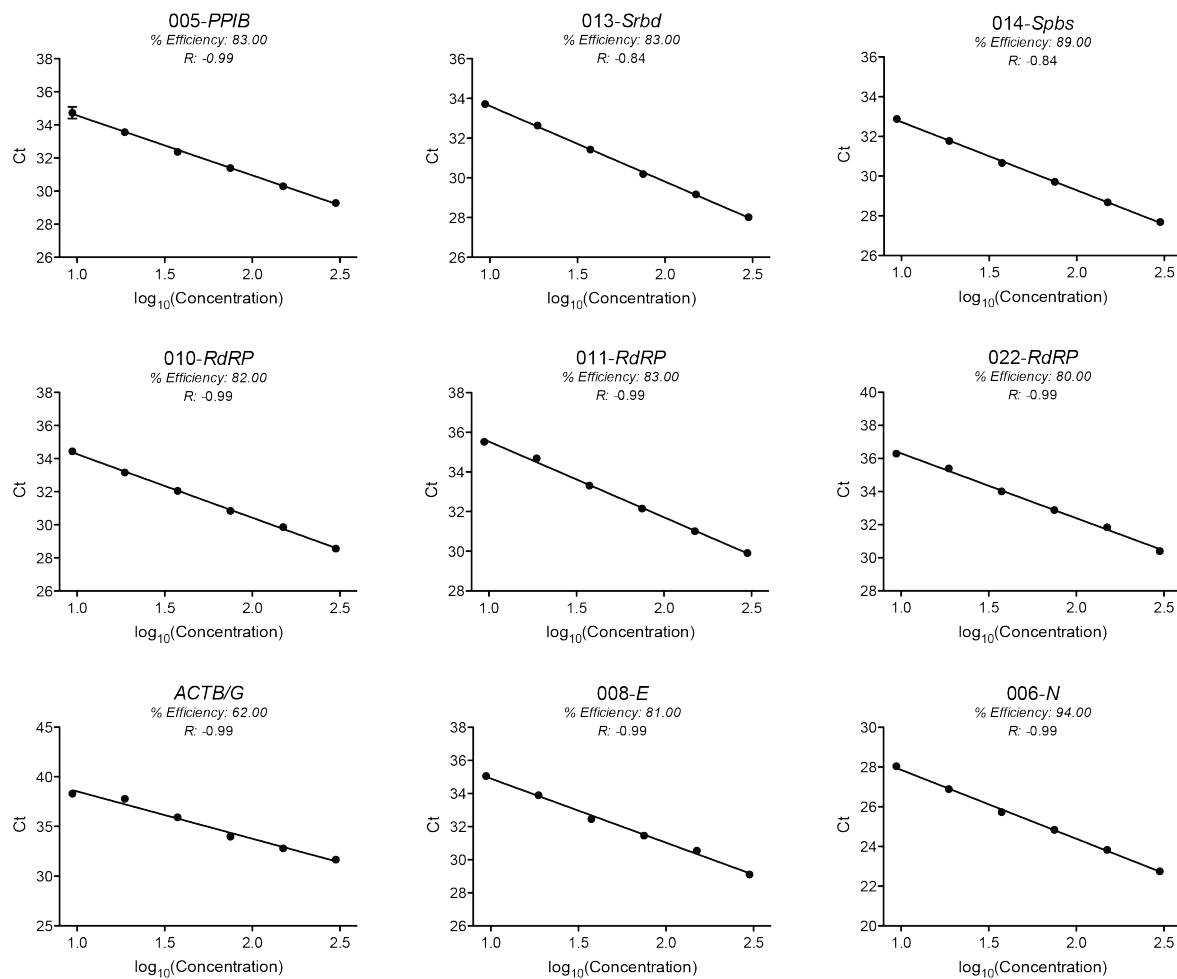 005-PPIB
% Efficiency: 83.00
R: -0.99
38
36
34
32
30
28
26
Ct
1.0 1.5 2.0 2.5
log10(Concentration)
013-Srbd
% Efficiency: 83.00
R: -0.84
36
34
32
30
28
26
Ct
1.0 1.5 2.0 2.5
log10(Concentration)
014-Spbs
% Efficiency: 89.00
R: -0.84
36
34
32
30
28
26
Ct
1.0 1.5 2.0 2.5
log10(Concentration)
010-RdRP
% Efficiency: 82.00
R: -0.99
38
36
34
32
30
28
26
Ct
1.0 1.5 2.0 2.5
log10(Concentration)
011-RdRP
% Efficiency: 83.00
R: -0.99
38
36
34
32
30
28
Ct
1.0 1.5 2.0 2.5
log10(Concentration)
022-RdRP
% Efficiency: 80.00
R: -0.99
40
38
36
34
32
30
28
Ct
1.0 1.5 2.0 2.5
log10(Concentration)
ACTB/G
% Efficiency: 62.00
R: -0.99
45
40
35
30
25
Ct
1.0 1.5 2.0 2.5
log10(Concentration)
008-E
% Efficiency: 81.00
R: -0.99
38
36
34
32
30
28
26
Ct
1.0 1.5 2.0 2.5
log10(Concentration)
006-N
% Efficiency: 94.00
R: -0.99
30
28
26
24
22
20
Ct
1.0 1.5 2.0 2.5
log10(Concentration)